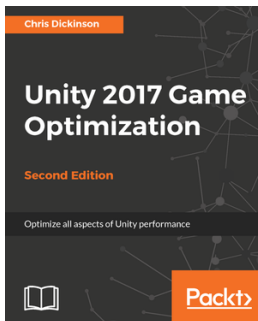 Chris Dickinson
Unity 2017 Game
Optimization
Second Edition
Optimize all aspects of Unity performance
Packt>